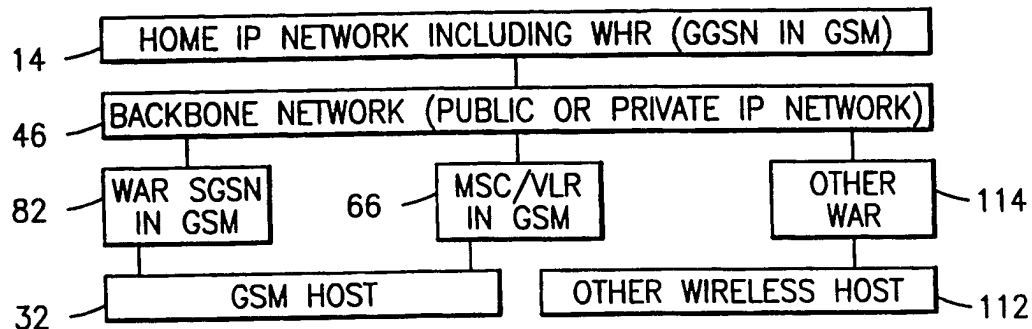 HOME IP NETWORK INCLUDING WHR (GGSN IN GSM)
14
BACKBONE NETWORK (PUBLIC OR PRIVATE IP NETWORK)
46
WAR SGSN
IN GSM
82
MSC/VLR
IN GSM
66
OTHER
WAR
114
GSM HOST
32
OTHER WIRELESS HOST
112